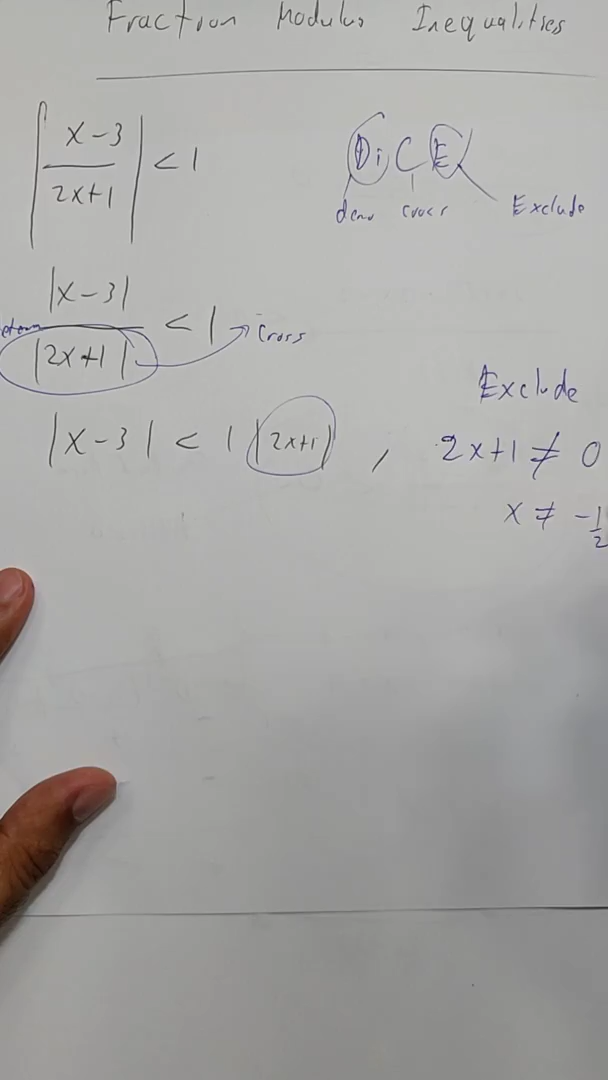 Fraction Modulus Inequalities
|x-3 / 2x+1| < 1
DiCE
deno cross Exclude
|x-3| / |2x+1| < 1 → Cross
|x-3| < 1 |2x+1| ,
Exclude
2x+1 ≠ 0
x ≠ -1/2